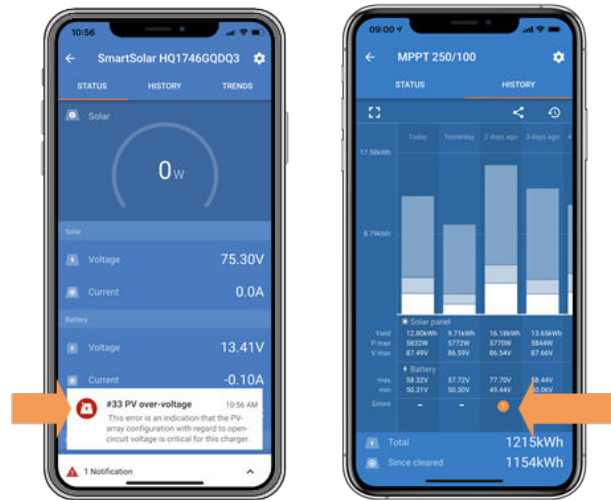 10:56
SmartSolar HQ1746GQDQ3
STATUS HISTORY TRENDS
Solar
0W
Solar
Voltage 75.30V
Current 0.0A
Battery
Voltage 13.41V
Current -0.10A
#33 PV over-voltage 10:56 AM
This error is an indication that the PV-
array configuration with regard to open-
circuit voltage is critical for this charger.
1 Notification
09:00
MPPT 250/100
STATUS HISTORY
Today Yesterday 2 days ago 3 days ago 4
17.58kWh
8.79kWh
Solar panel
Yield 12.80kWh 9.71kWh 16.18kWh 13.65kWh
P max 5832W 5772W 5770W 5844W
V max 87.49V 86.59V 86.54V 87.66V
Battery
max 58.32V 57.72V 77.70V 58.44V
min 50.31V 50.30V 49.44V 50.06V
Errors – – 1
Total 1215kWh
Since cleared 1154kWh